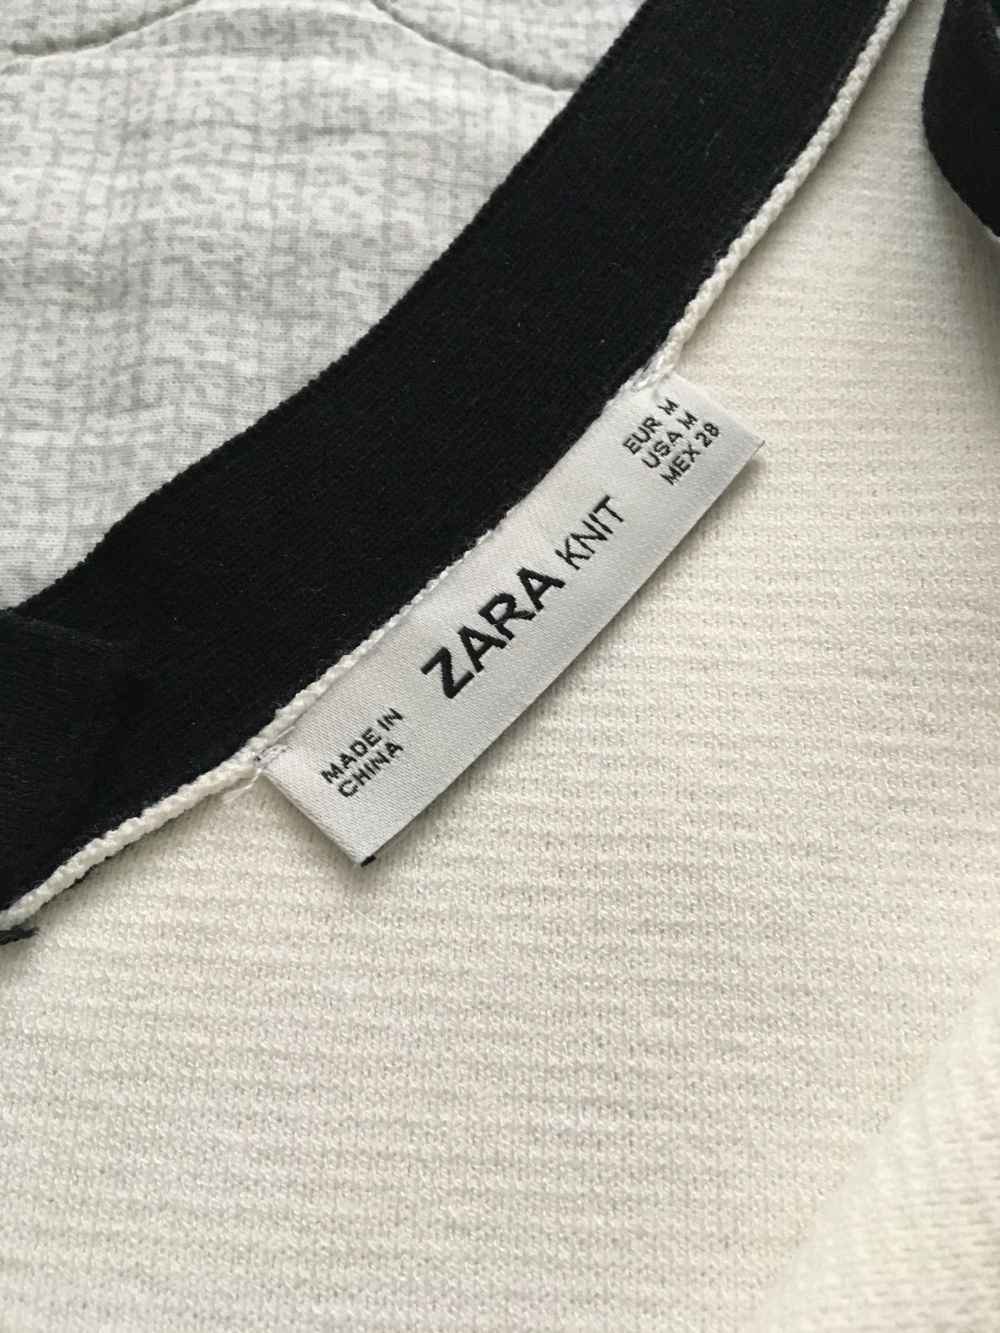 EUR M
USA M
MEX 28
ZARA KNIT
MADE IN
CHINA